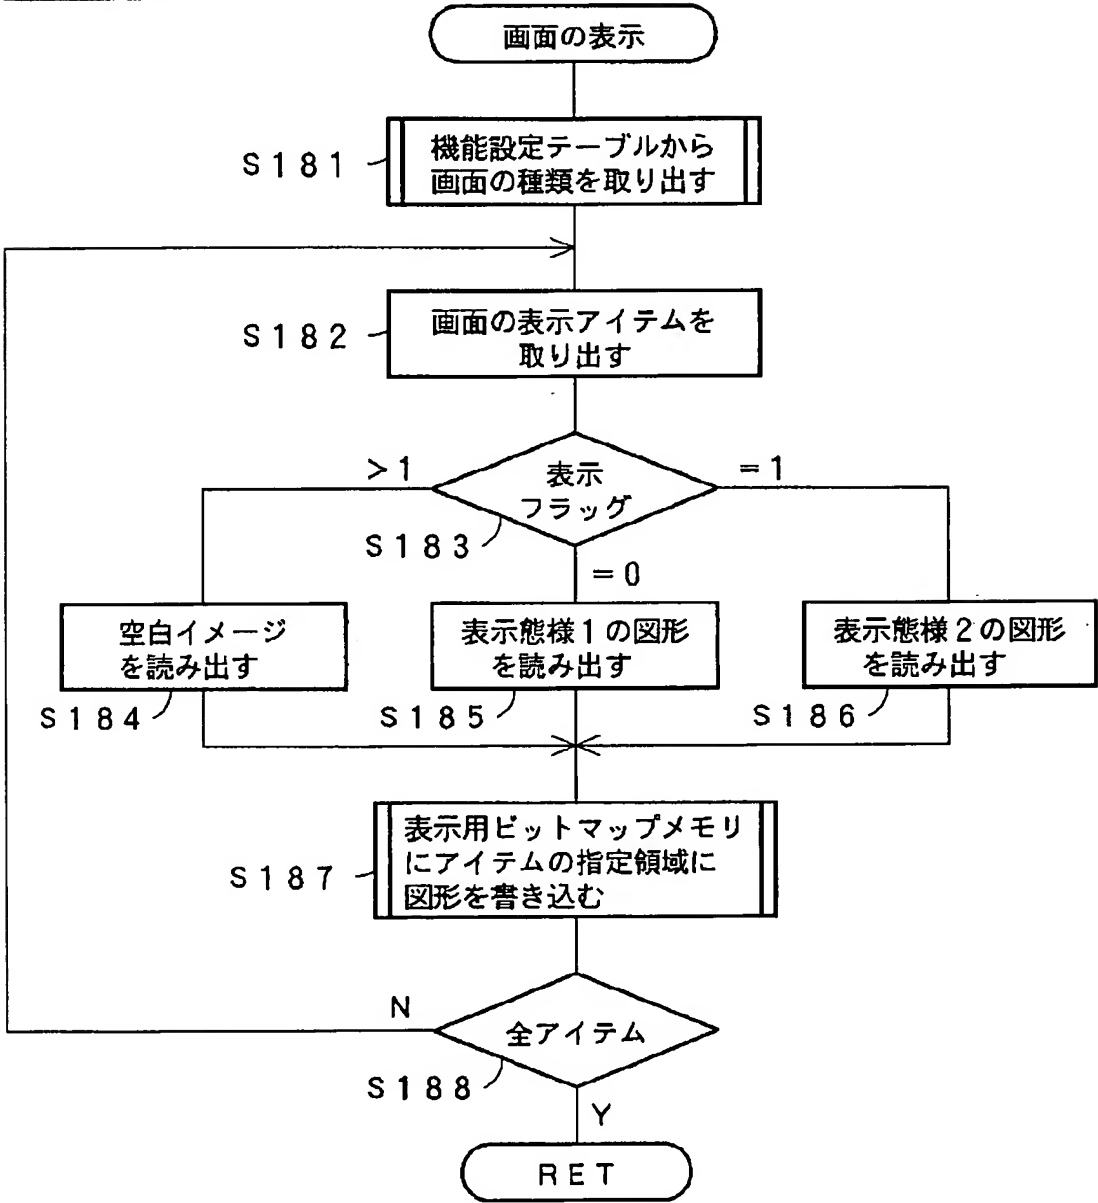 画面の表示
S181
機能設定テーブルから
画面の種類を取り出す
S182
画面の表示アイテムを
取り出す
>1
表示
フラッグ
=1
S183
=0
空白イメージ
を読み出す
S184
表示態様1の図形
を読み出す
S185
表示態様2の図形
を読み出す
S186
S187
表示用ビットマップメモリ
にアイテムの指定領域に
図形を書き込む
N
全アイテム
S188
Y
RET